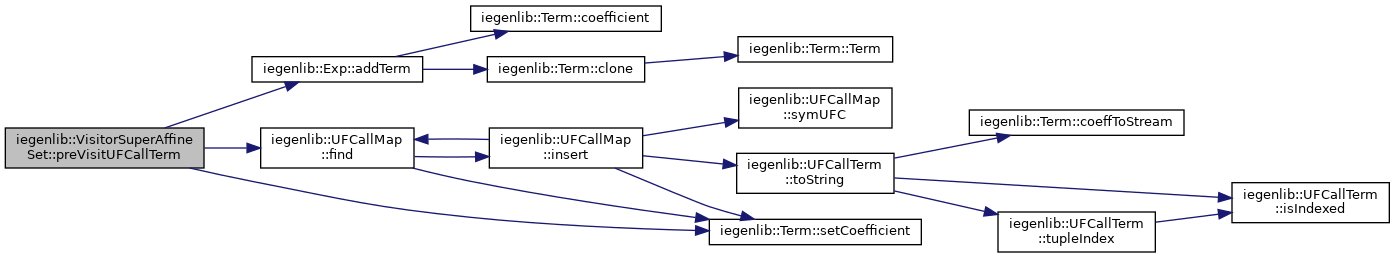 iegenlib::VisitorSuperAffine
Set::preVisitUFCallTerm
iegenlib::Exp::addTerm
iegenlib::Term::coefficient
iegenlib::Term::clone
iegenlib::Term::Term
iegenlib::UFCallMap
::find
iegenlib::UFCallMap
::insert
iegenlib::UFCallMap
::symUFC
iegenlib::UFCallTerm
::toString
iegenlib::Term::setCoefficient
iegenlib::Term::coeffToStream
iegenlib::UFCallTerm
::tupleIndex
iegenlib::UFCallTerm
::isIndexed